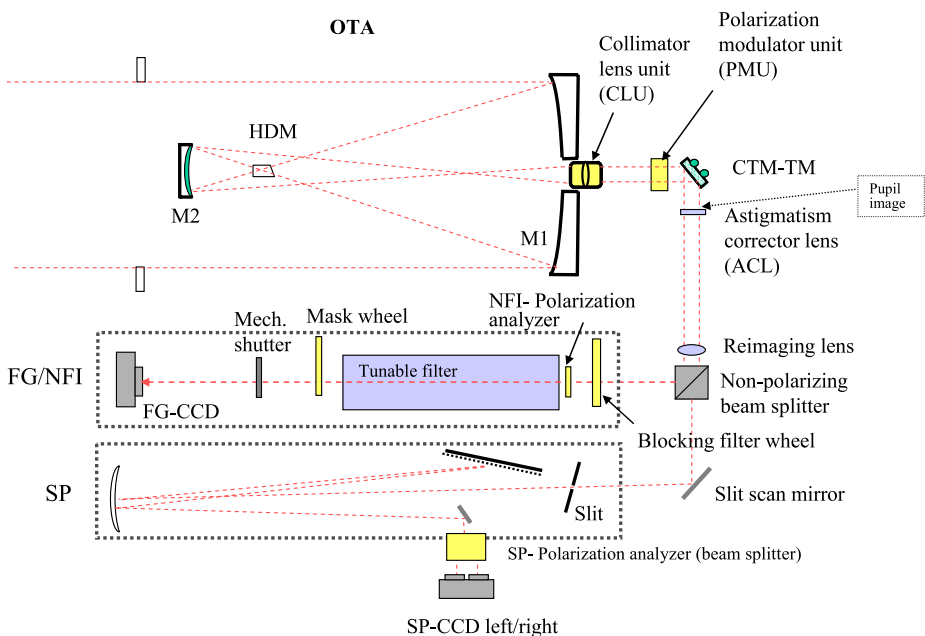 OTA
Collimator
lens unit
(CLU)
Polarization
modulator unit
(PMU)
HDM
CTM-TM
Pupil
image
M2
M1
Astigmatism
corrector lens
(ACL)
NFI- Polarization
analyzer
Mech.
shutter
Mask wheel
Reimaging lens
FG/NFI
Tunable filter
Non-polarizing
beam splitter
FG-CCD
Blocking filter wheel
SP
Slit
Slit scan mirror
SP- Polarization analyzer (beam splitter)
SP-CCD left/right